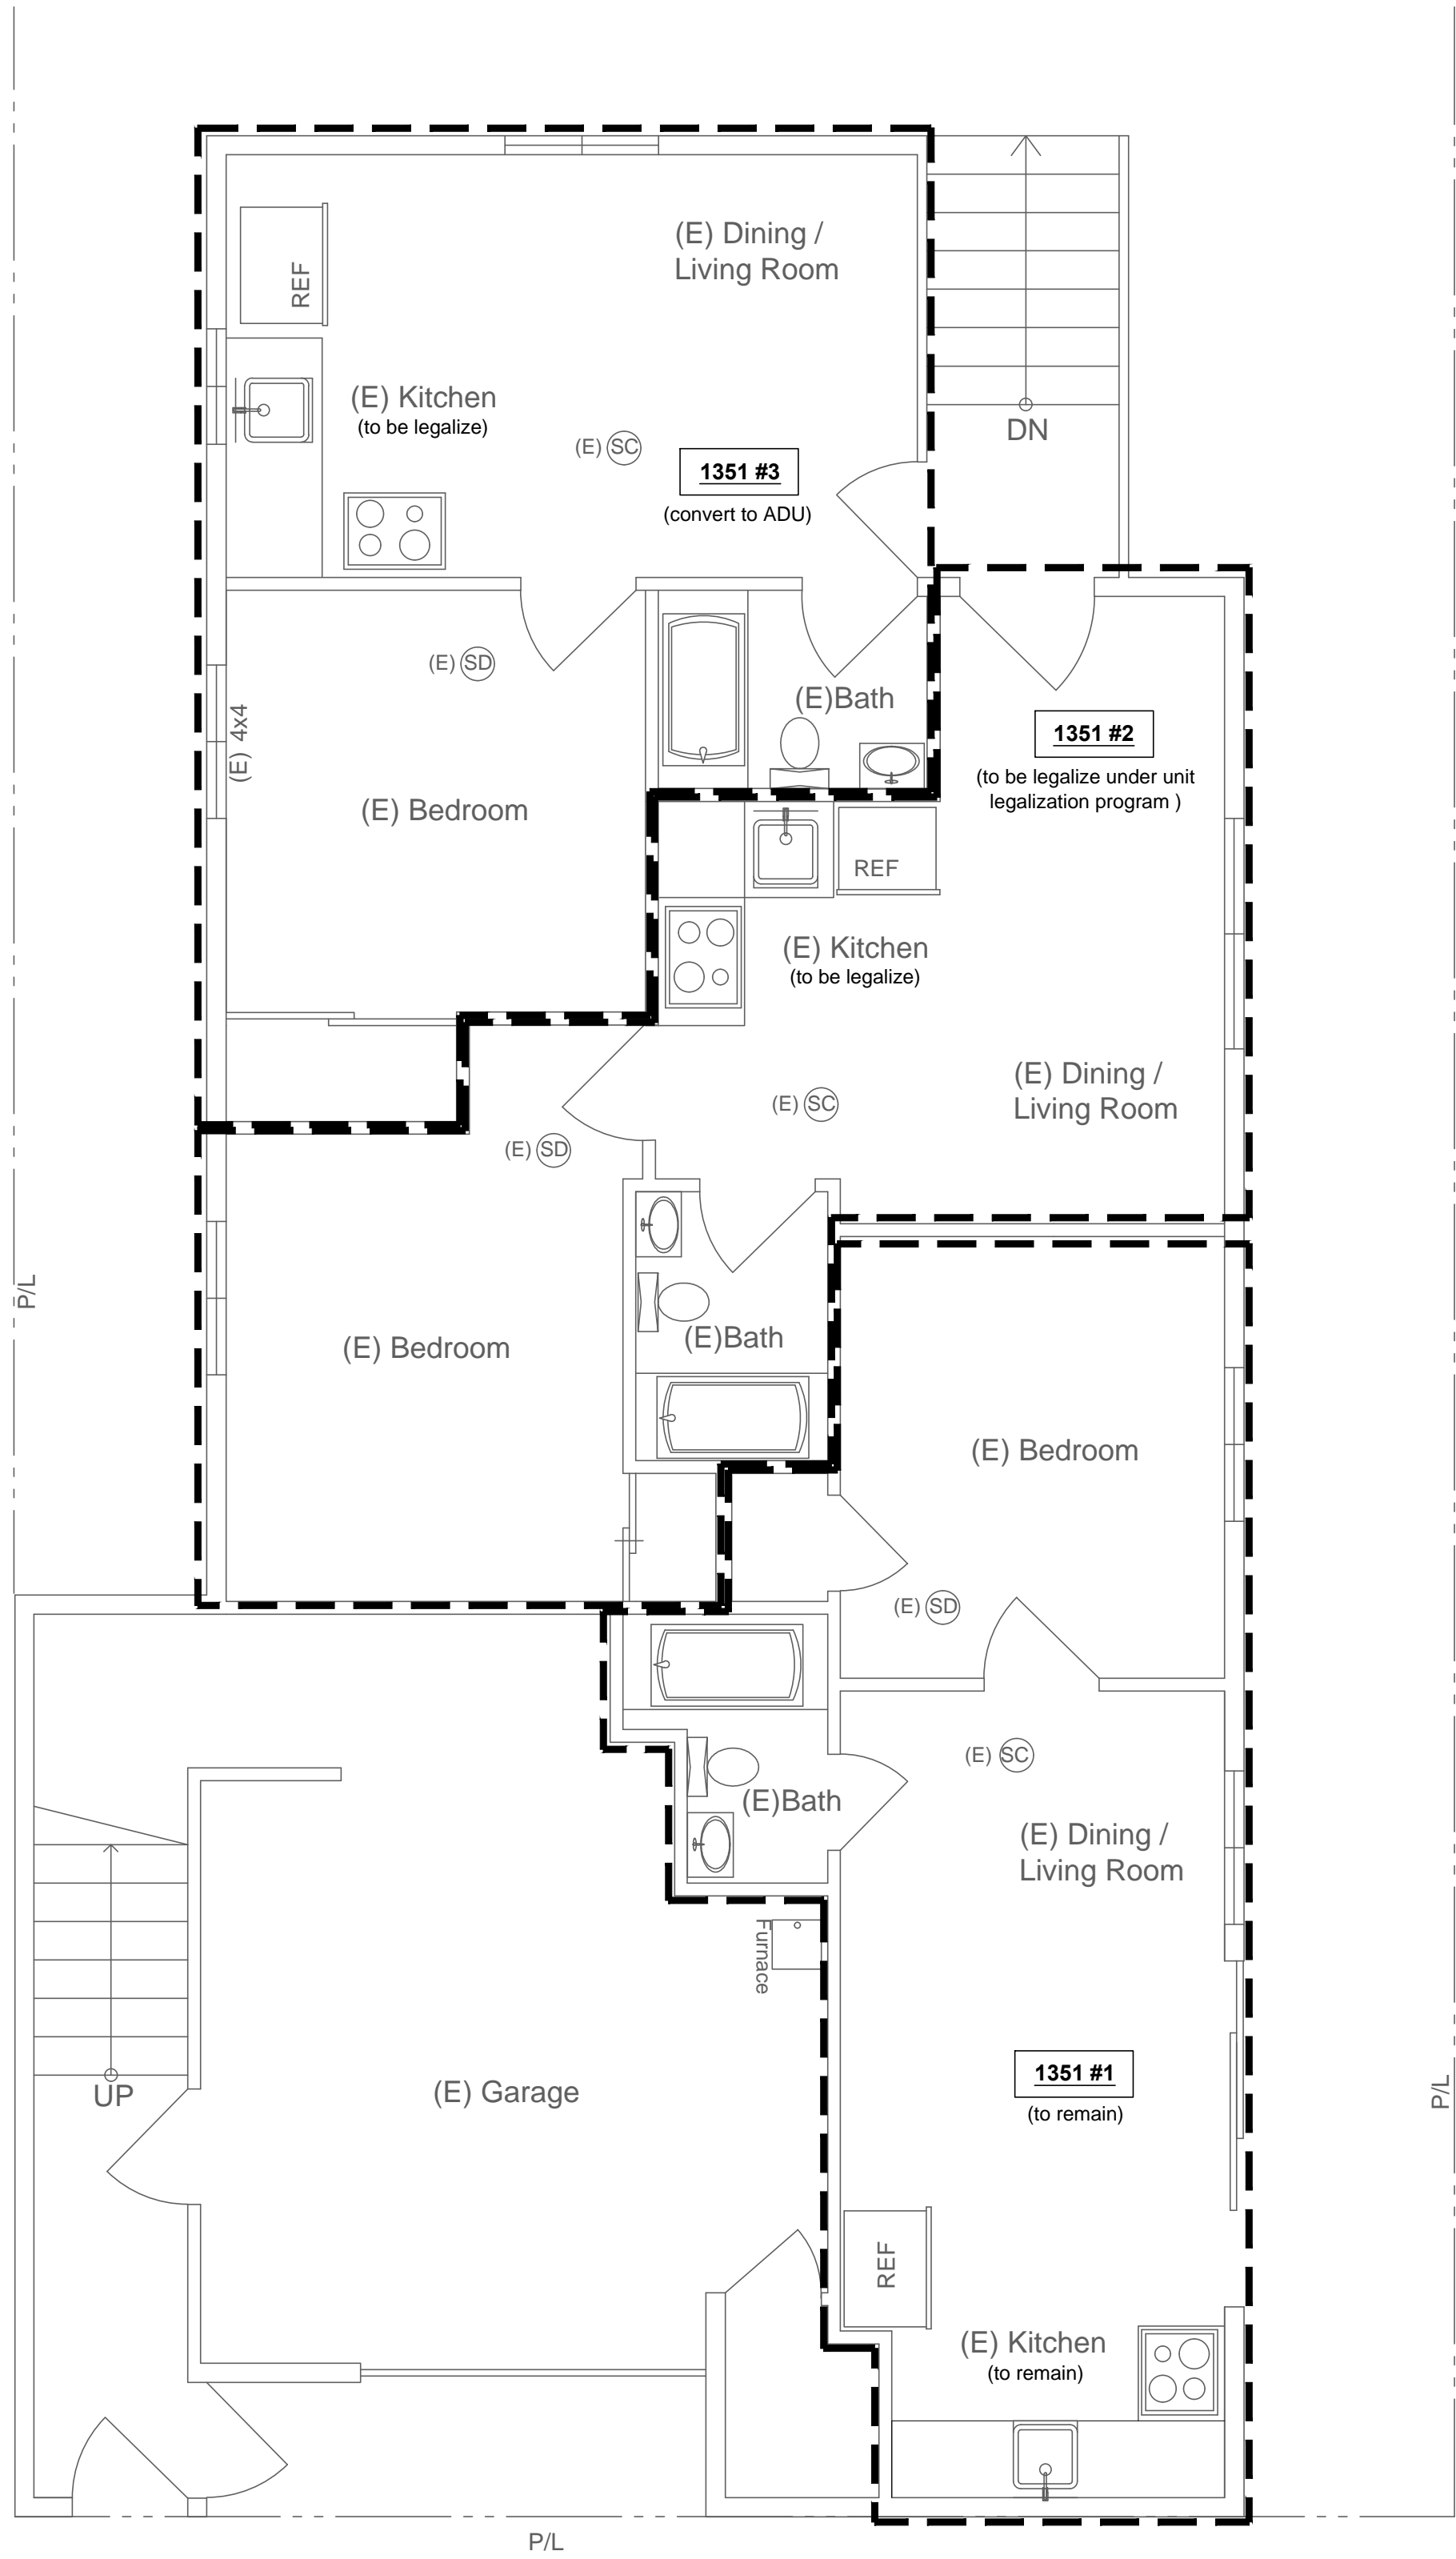 (E) Dining /
Living Room
REF
(E) Kitchen
(to be legalize)
(E) SC
1351 #3
(convert to ADU)
DN
(E) SD
(E) 4x4
(E)Bath
1351 #2
(to be legalize under unit
legalization program )
(E) Bedroom
REF
(E) Kitchen
(to be legalize)
(E) Dining /
Living Room
(E) SC
(E) SD
P/L
(E)Bath
(E) Bedroom
(E) Bedroom
(E) SD
(E) SC
(E)Bath
(E) Dining /
Living Room
Furnace
1351 #1
(to remain)
P/L
UP
(E) Garage
REF
(E) Kitchen
(to remain)
P/L